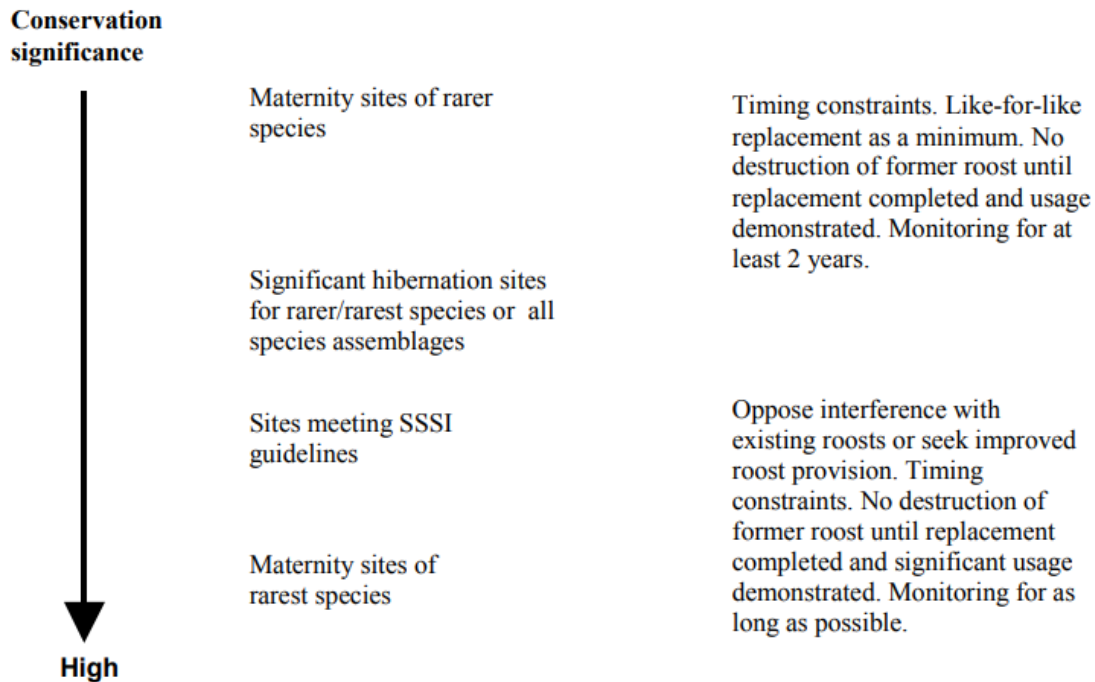 Conservation
significance
Maternity sites of rarer
species
Timing constraints. Like-for-like
replacement as a minimum. No
destruction of former roost until
replacement completed and usage
demonstrated. Monitoring for at
least 2 years.
Significant hibernation sites
for rarer/rarest species or all
species assemblages
Sites meeting SSSI
guidelines
Oppose interference with
existing roosts or seek improved
roost provision. Timing
constraints. No destruction of
former roost until replacement
completed and significant usage
demonstrated. Monitoring for as
long as possible.
Maternity sites of
rarest species
High